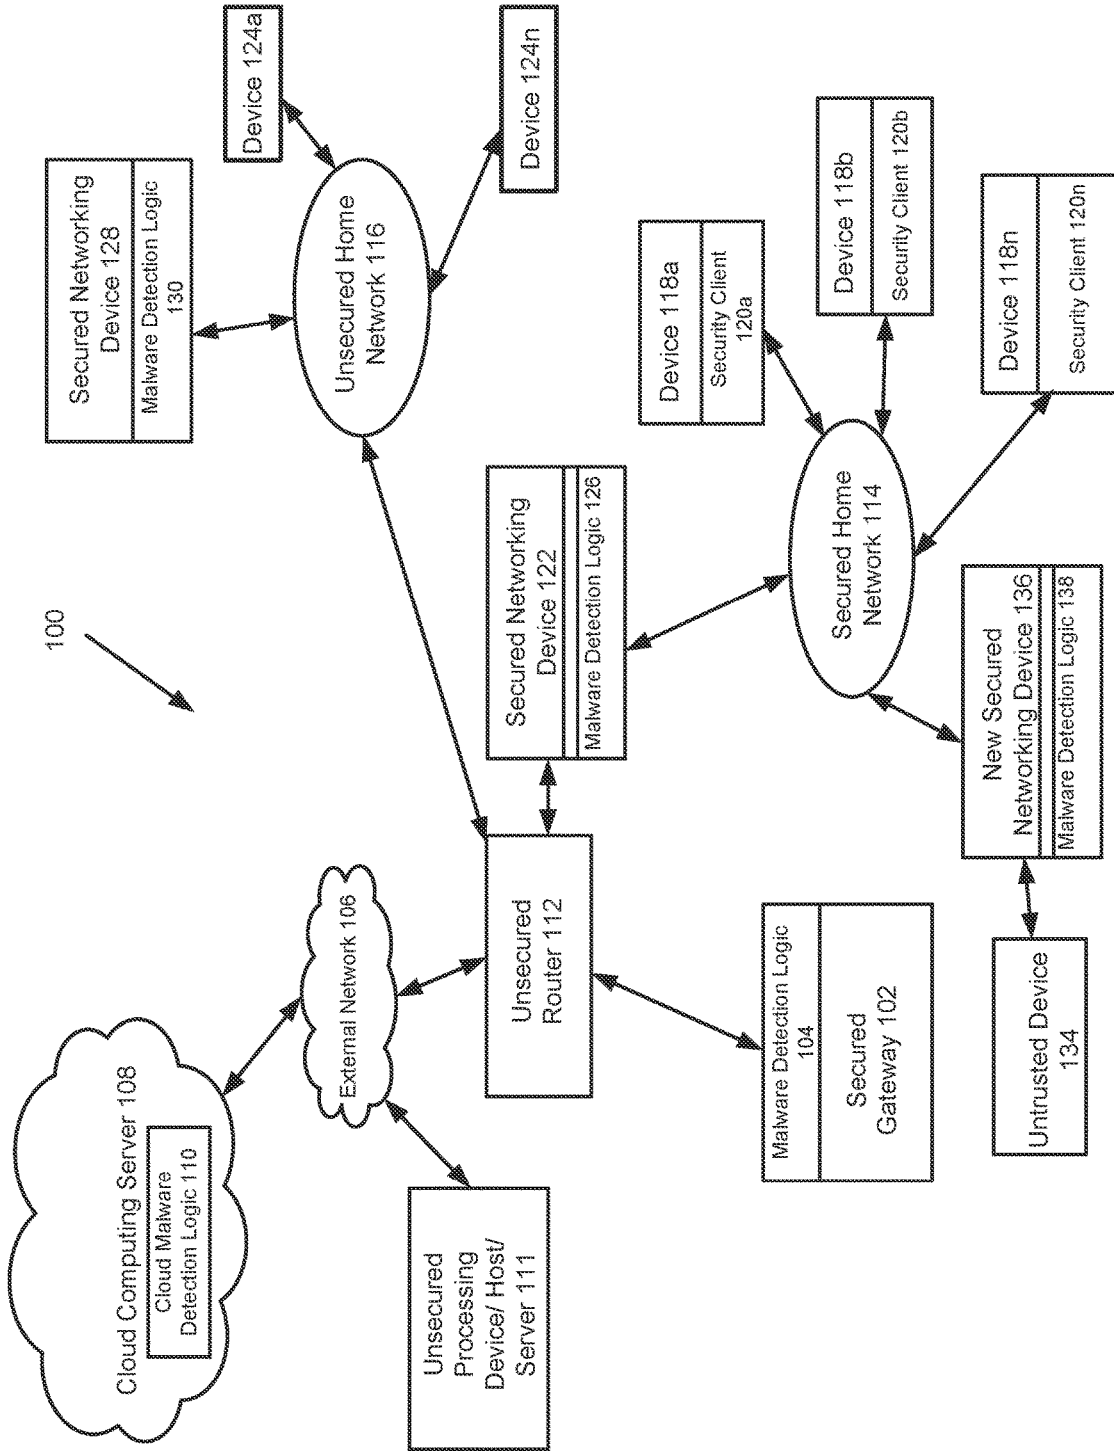 100
Cloud Computing Server 108
Cloud Malware
Detection Logic 110
External Network 106
Unsecured
Processing
Device/ Host/
Server 111
Unsecured
Router 112
Malware Detection Logic
104
Secured
Gateway 102
Secured Networking
Device 128
Malware Detection Logic
130
Device 124a
Unsecured Home
Network 116
Device 124n
Secured Networking
Device 122
Malware Detection Logic 126
Device 118a
Security Client
120a
Device 118b
Security Client 120b
Secured Home
Network 114
Device 118n
Security Client 120n
New Secured
Networking Device 136
Malware Detection Logic 138
Untrusted Device
134